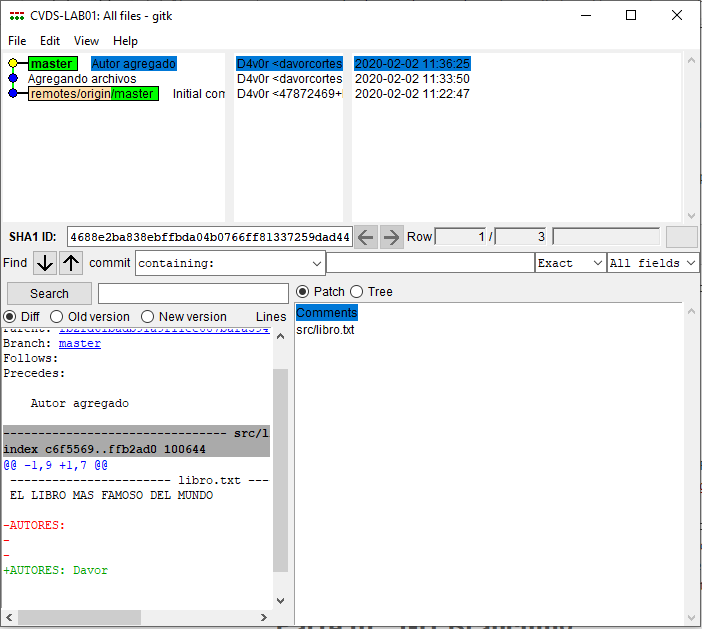 CVDS-LAB01: All files - gitk
File Edit View Help
master Autor agregado D4v0r <davorcortes 2020-02-02 11:36:25
Agregando archivos D4v0r <davorcortes 2020-02-02 11:33:50
remotes/origin/master Initial com D4v0r <47872469+ 2020-02-02 11:22:47
SHA1 ID: 4688e2ba838ebffbda04b0766ff81337259dad44 Row 1 / 3
Find commit containing: Exact All fields
Search
Patch Tree
Diff Old version New version Lines
Comments
src/libro.txt
Parent:
Branch: master
Follows:
Precedes:
Autor agregado
-------------------------------- src/l
index c6f5569..ffb2ad0 100644
@@ -1,9 +1,7 @@
----------------------- libro.txt ---
EL LIBRO MAS FAMOSO DEL MUNDO
-AUTORES:
-
-
+AUTORES: Davor